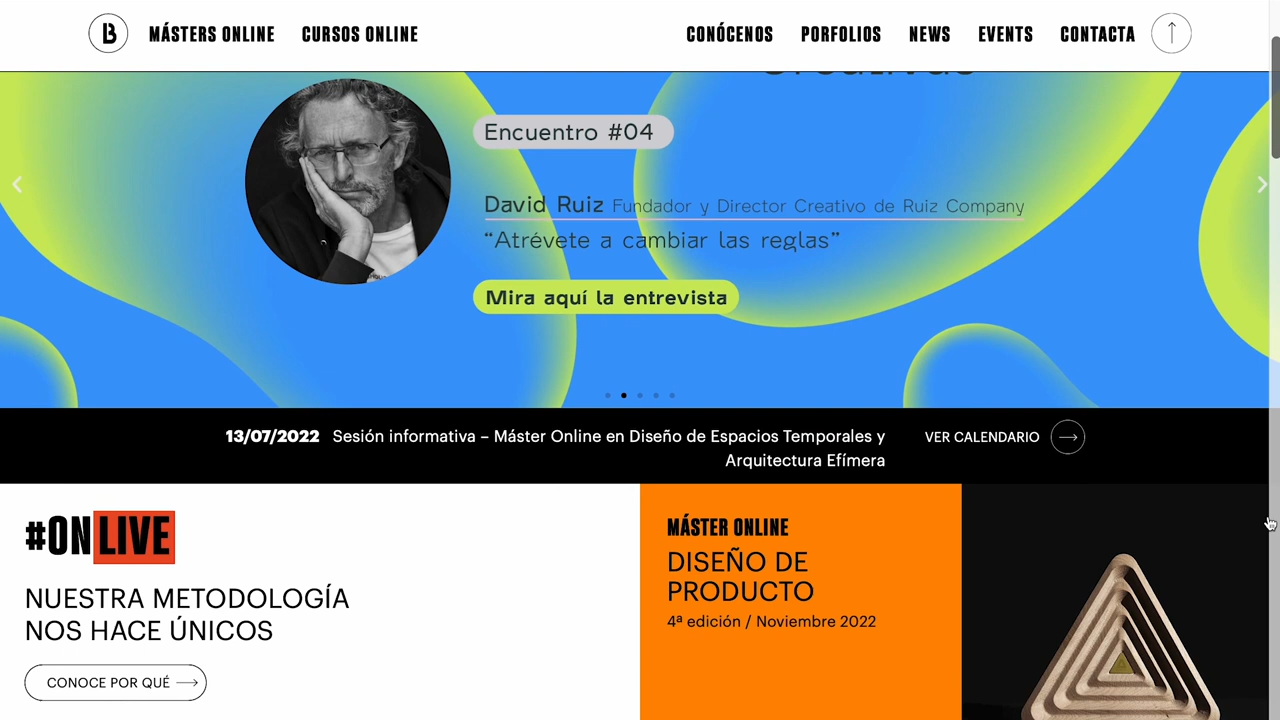 B MÁSTERS ONLINE CURSOS ONLINE CONÓCENOS PORFOLIOS NEWS EVENTS CONTACTA
Encuentro #04
David Ruiz Fundador y Director Creativo de Ruiz Company
“Atrévete a cambiar las reglas”
Mira aquí la entrevista
13/07/2022 Sesión informativa – Máster Online en Diseño de Espacios Temporales y
Arquitectura Efímera
VER CALENDARIO
#ONLIVE
NUESTRA METODOLOGÍA
NOS HACE ÚNICOS
CONOCE POR QUÉ
MÁSTER ONLINE
DISEÑO DE
PRODUCTO
4ª edición / Noviembre 2022